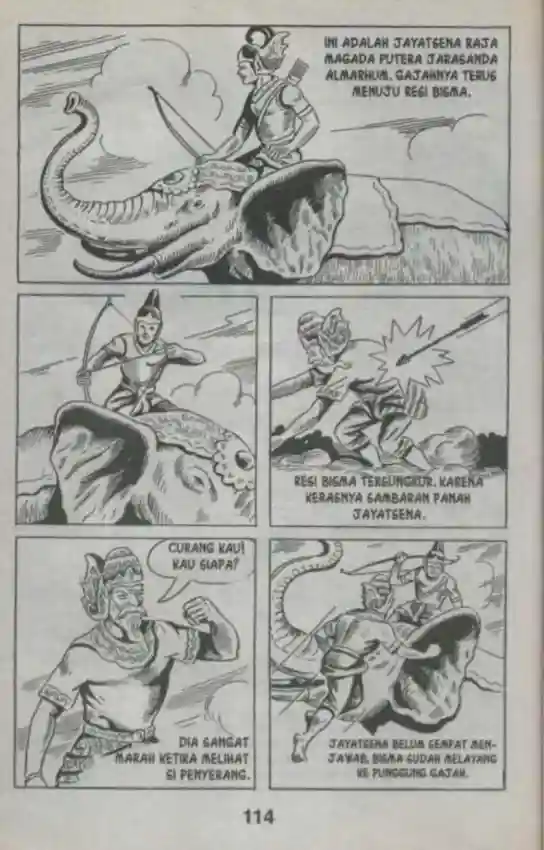 INI ADALAH JAYATSENA RAJA
MAGADA PUTERA JARASANDA
ALMARHUM. GAJAHNYA TERUS
MENUJU RESI BISMA.
RESI BISMA TERSUNGKUR. KARENA
KERASNYA SAMBARAN PANAH
JAYATSENA.
CURANG KAU!
KAU SIAPA?
DIA SANGAT
MARAH KETIKA MELIHAT
SI PENYERANG.
JAYATSENA BELUM SEMPAT MEN-
JAWAB, BISMA SUDAH MELAYANG
KE PUNGGUNG GAJAH.
114